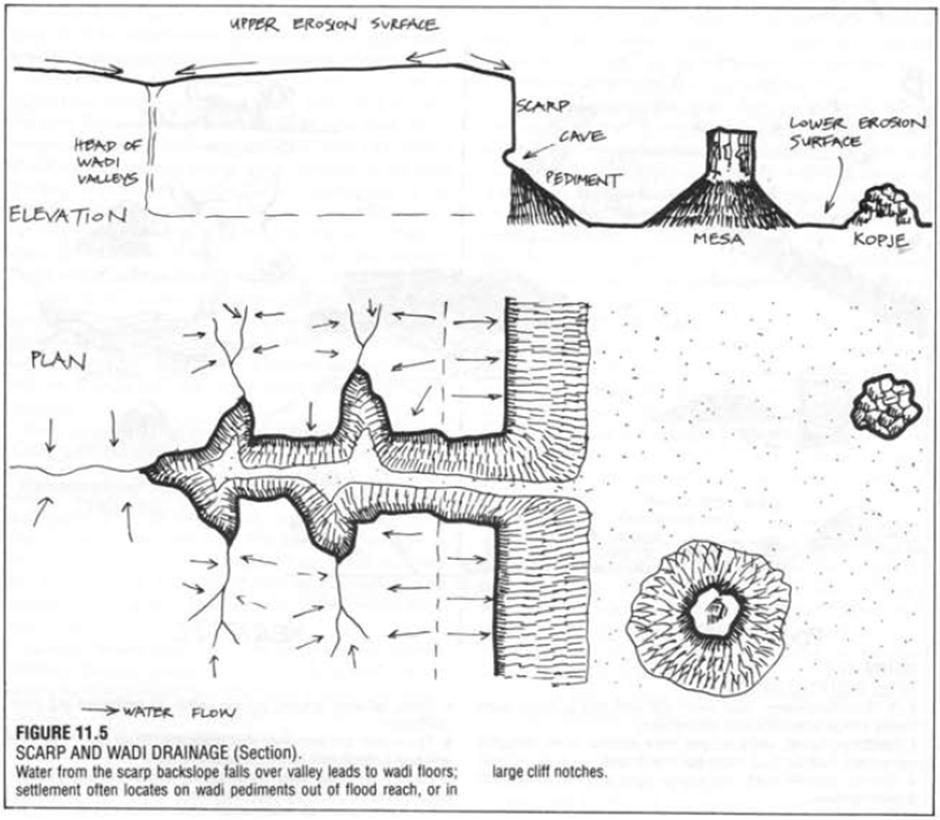 UPPER EROSION SURFACE
SCARP
CAVE
LOWER EROSION
SURFACE
HEAD OF
WADI
VALLEYS
PEDIMENT
ELEVATION
MESA
KOPJE
PLAN
WATER FLOW
FIGURE 11.5
SCARP AND WADI DRAINAGE (Section).
Water from the scarp backslope falls over valley leads to wadi floors;
settlement often locates on wadi pediments out of flood reach, or in
large cliff notches.